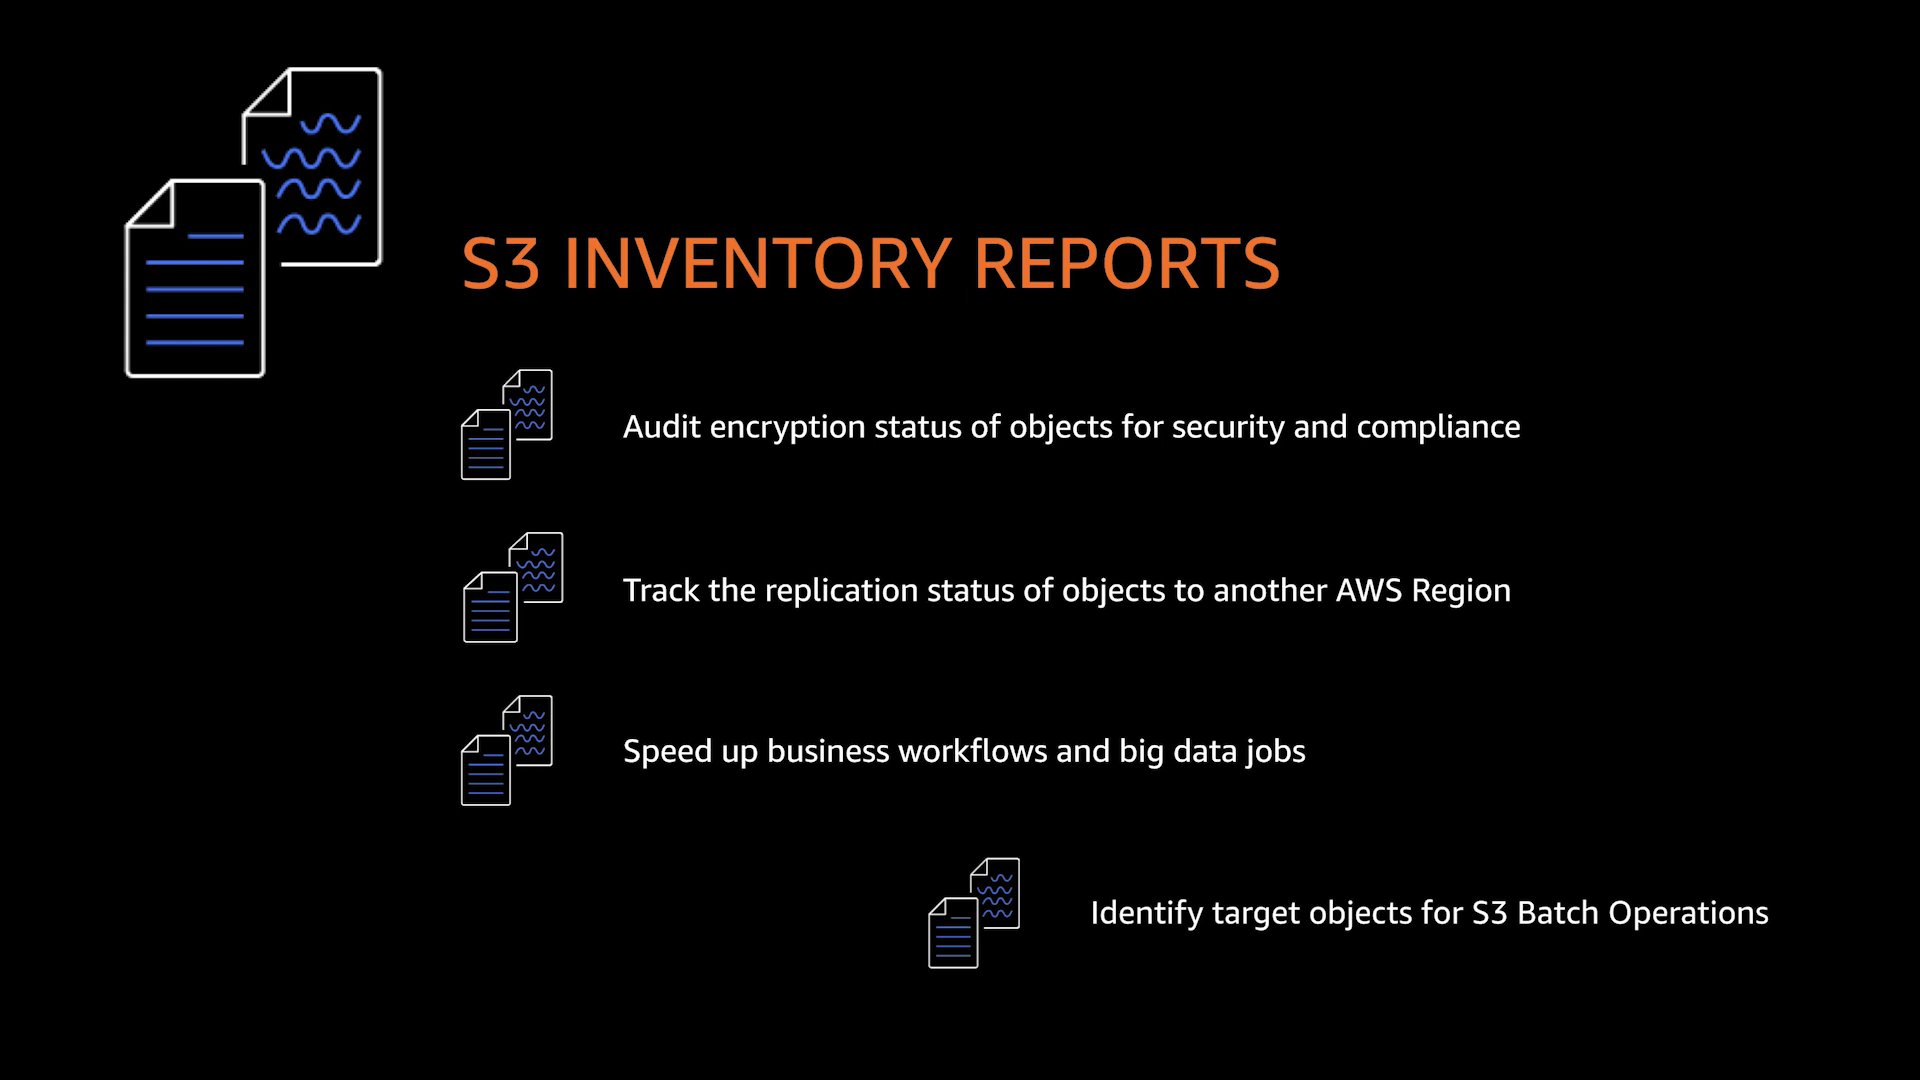 S3 INVENTORY REPORTS
Audit encryption status of objects for security and compliance
Track the replication status of objects to another AWS Region
Speed up business workflows and big data jobs
Identify target objects for S3 Batch Operations